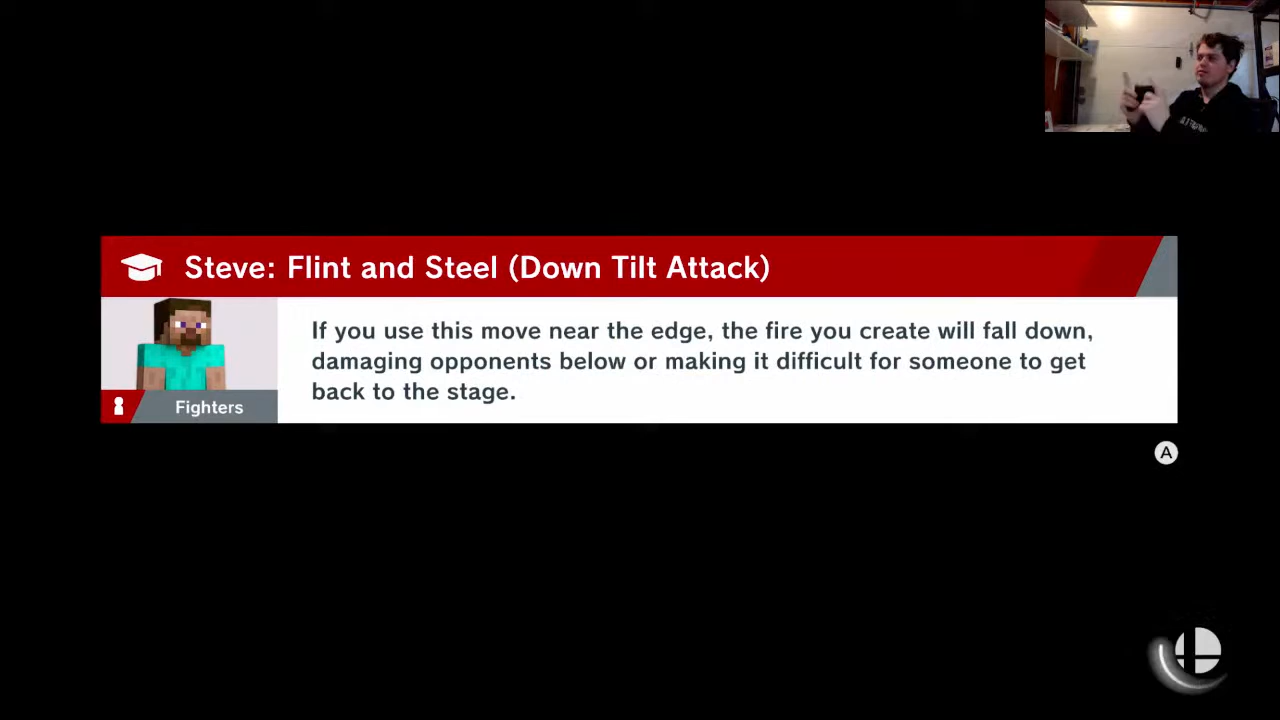 Steve: Flint and Steel (Down Tilt Attack)
If you use this move near the edge, the fire you create will fall down,
damaging opponents below or making it difficult for someone to get
back to the stage.
Fighters
A